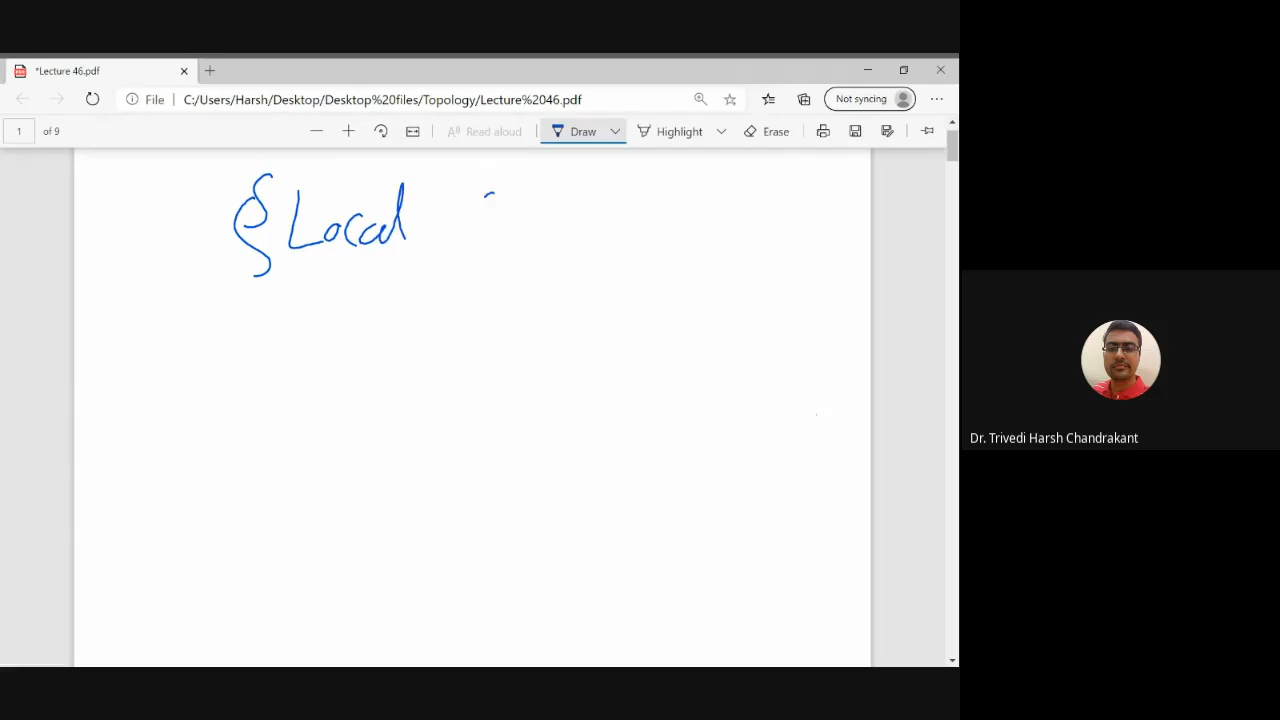 *Lecture 46.pdf
File C:/Users/Harsh/Desktop/Desktop%20files/Topology/Lecture%2046.pdf Not syncing
1 of 9 Read aloud Draw Highlight Erase
§ Local
Dr. Trivedi Harsh Chandrakant